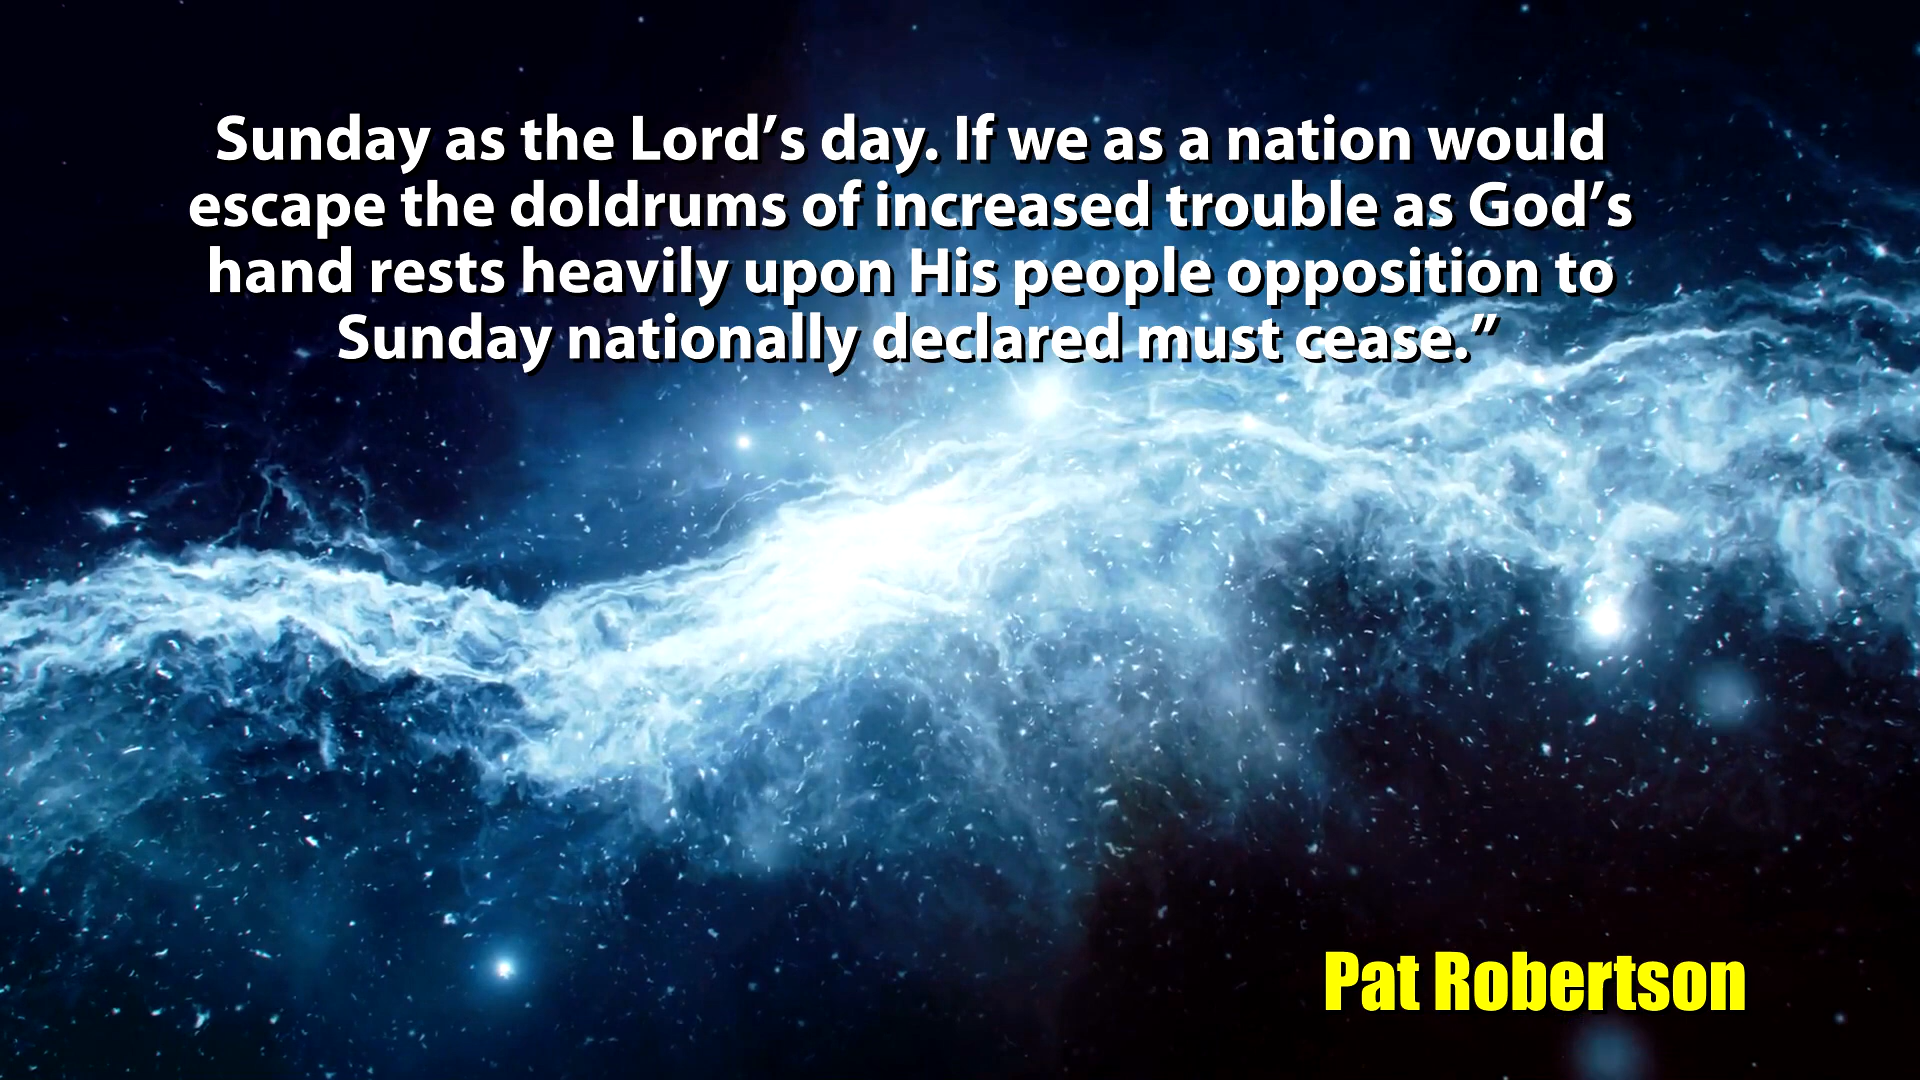 Sunday as the Lord’s day. If we as a nation would
escape the doldrums of increased trouble as God’s
hand rests heavily upon His people opposition to
Sunday nationally declared must cease.”
Pat Robertson